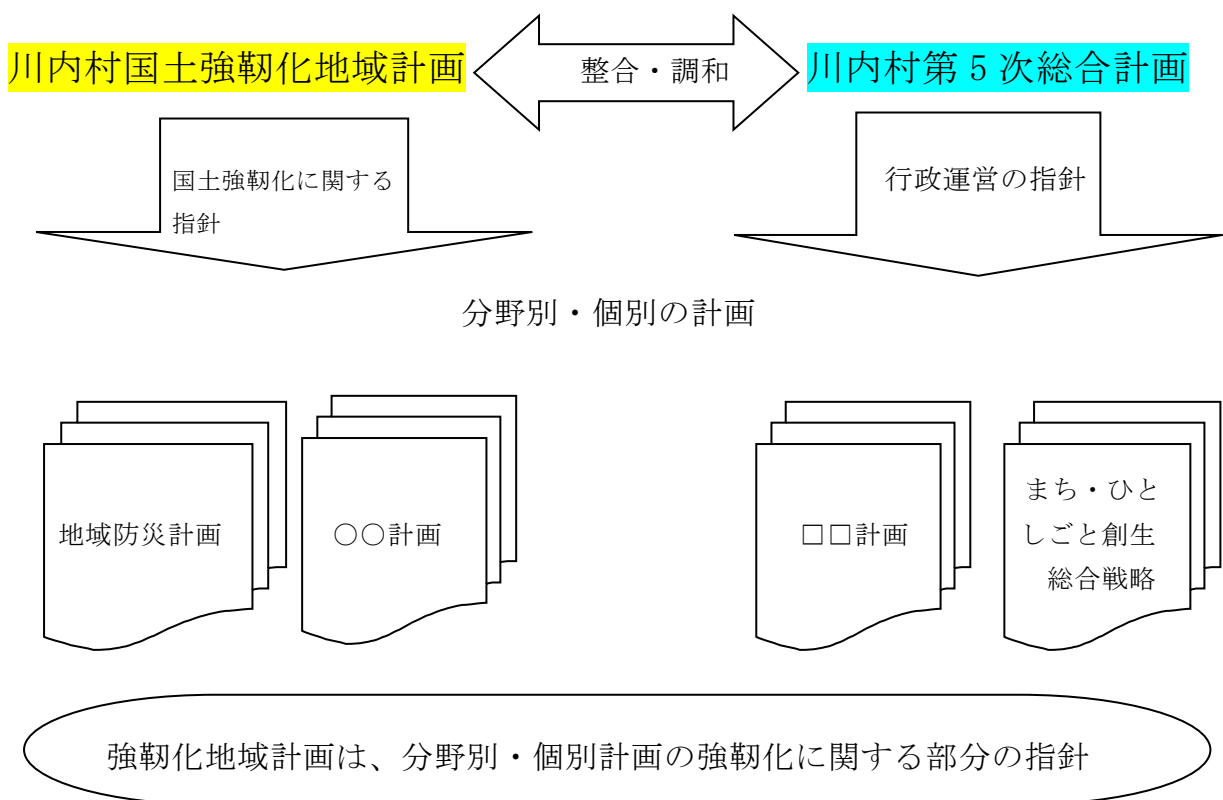 川内村国土強靱化地域計画
整合・調和
川内村第５次総合計画
国土強靱化に関する
指針
行政運営の指針
分野別・個別の計画
地域防災計画
○○計画
□□計画
まち・ひと
しごと創生
総合戦略
強靱化地域計画は、分野別・個別計画の強靱化に関する部分の指針